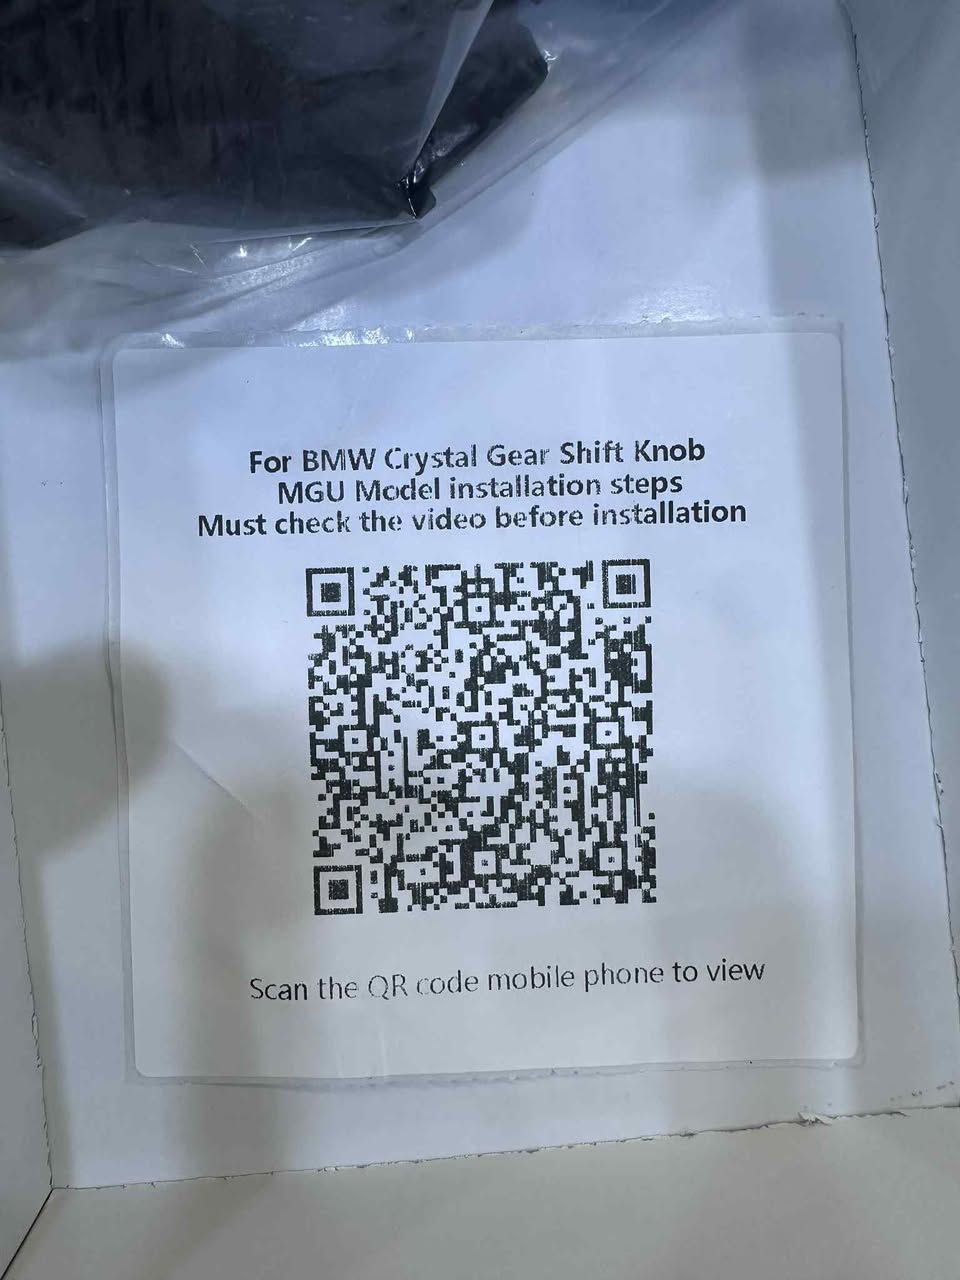 For BMW Crystal Gear Shift Knob
MGU Model installation steps
Must check the video before installation
Scan the QR code mobile phone to view